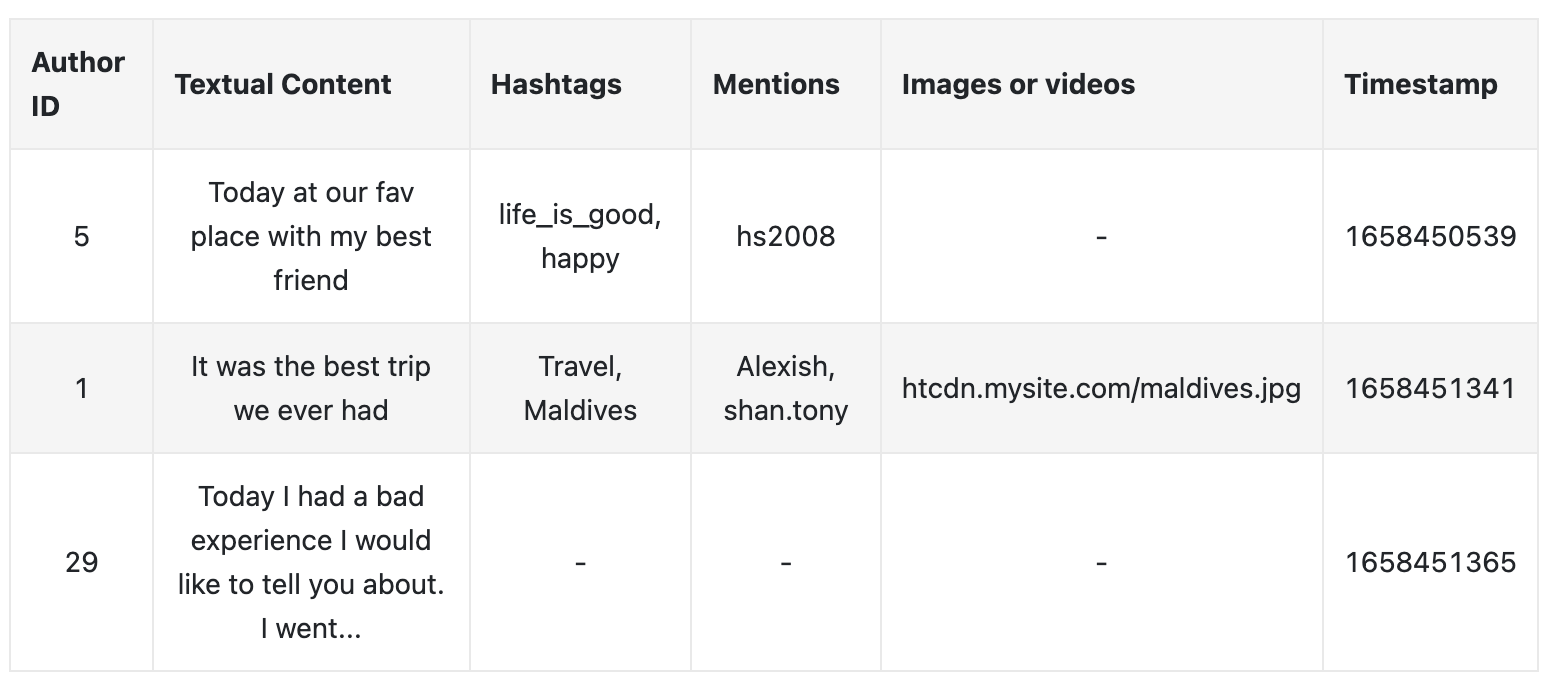 Author ID	Textual Content	Hashtags	Mentions	Images or videos	Timestamp
5	Today at our fav place with my best friend	life_is_good, happy	hs2008	-	1658450539
1	It was the best trip we ever had	Travel, Maldives	Alexish, shan.tony	htcdn.mysite.com/maldives.jpg	1658451341
29	Today I had a bad experience I would like to tell you about. I went...	-	-	-	1658451365